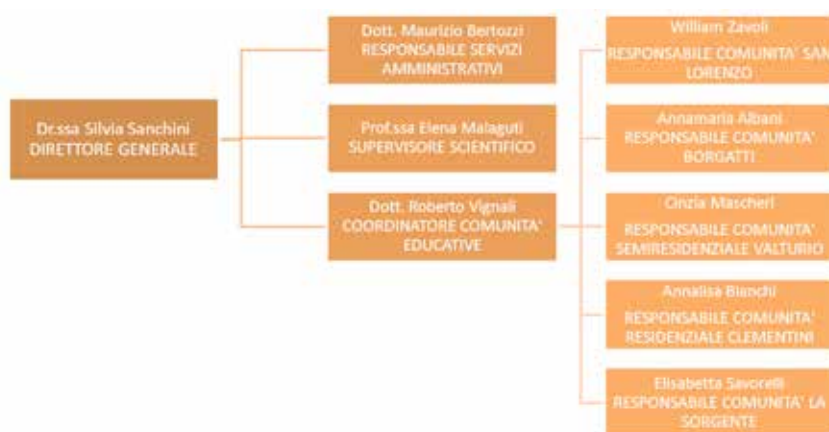 Dr.ssa Silvia Sanchini
DIRETTORE GENERALE
Dott. Maurizio Bertozzi
RESPONSABILE SERVIZI
AMMINISTRATIVI
Prof.ssa Elena Malaguti
SUPERVISORE SCIENTIFICO
Dott. Roberto Vignali
COORDINATORE COMUNITA'
EDUCATIVE
William Zavoli
RESPONSABILE COMUNITA' SAN
LORENZO
Annamaria Albani
RESPONSABILE COMUNITA'
BORGATTI
Cinzia Mascheri
RESPONSABILE COMUNITA'
SEMIRESIDENZIALE VALTURIO
Annalisa Bianchi
RESPONSABILE COMUNITA'
RESIDENZIALE CLEMENTINI
Elisabetta Savorelli
RESPONSABILE COMUNITA' LA
SORGENTE